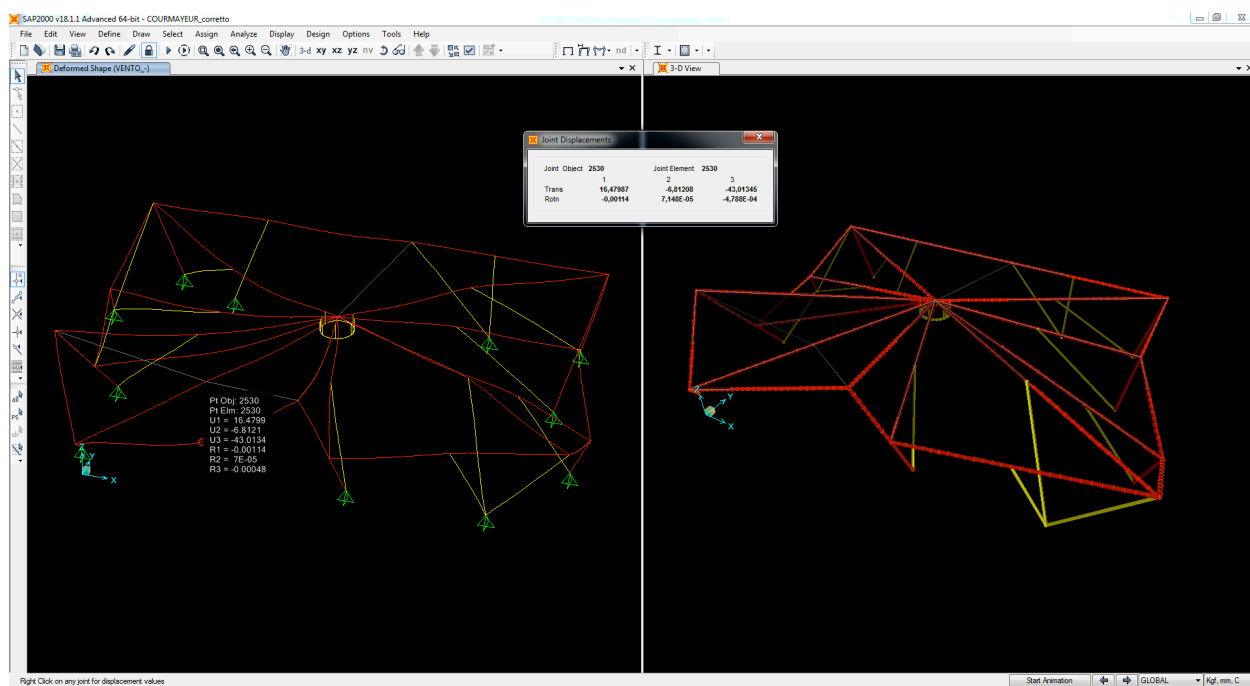 SAP2000 v18.1.1 Advanced 64-bit - COURMAYEUR_corretto
File Edit View Define Draw Select Assign Analyze Display Design Options Tools Help
3-d xy xz yz nv nd
Deformed Shape (VENTO_-)
3-D View
Joint Displacements
Joint Object 2530 Joint Element 2530
1 2 3
Trans 16,47987 -6,81208 -43,01345
Rotn -0,00114 7,148E-05 -4,788E-04
Pt Obj: 2530
Pt Elm: 2530
U1 = 16.4799
U2 = -6.8121
U3 = -43.0134
R1 = -0.00114
R2 = 7E-05
R3 = -0.00048
Z
Y
X
Z
Y
X
all
PS
clr
Right Click on any joint for displacement values
Start Animation
GLOBAL
Kgf, mm, C